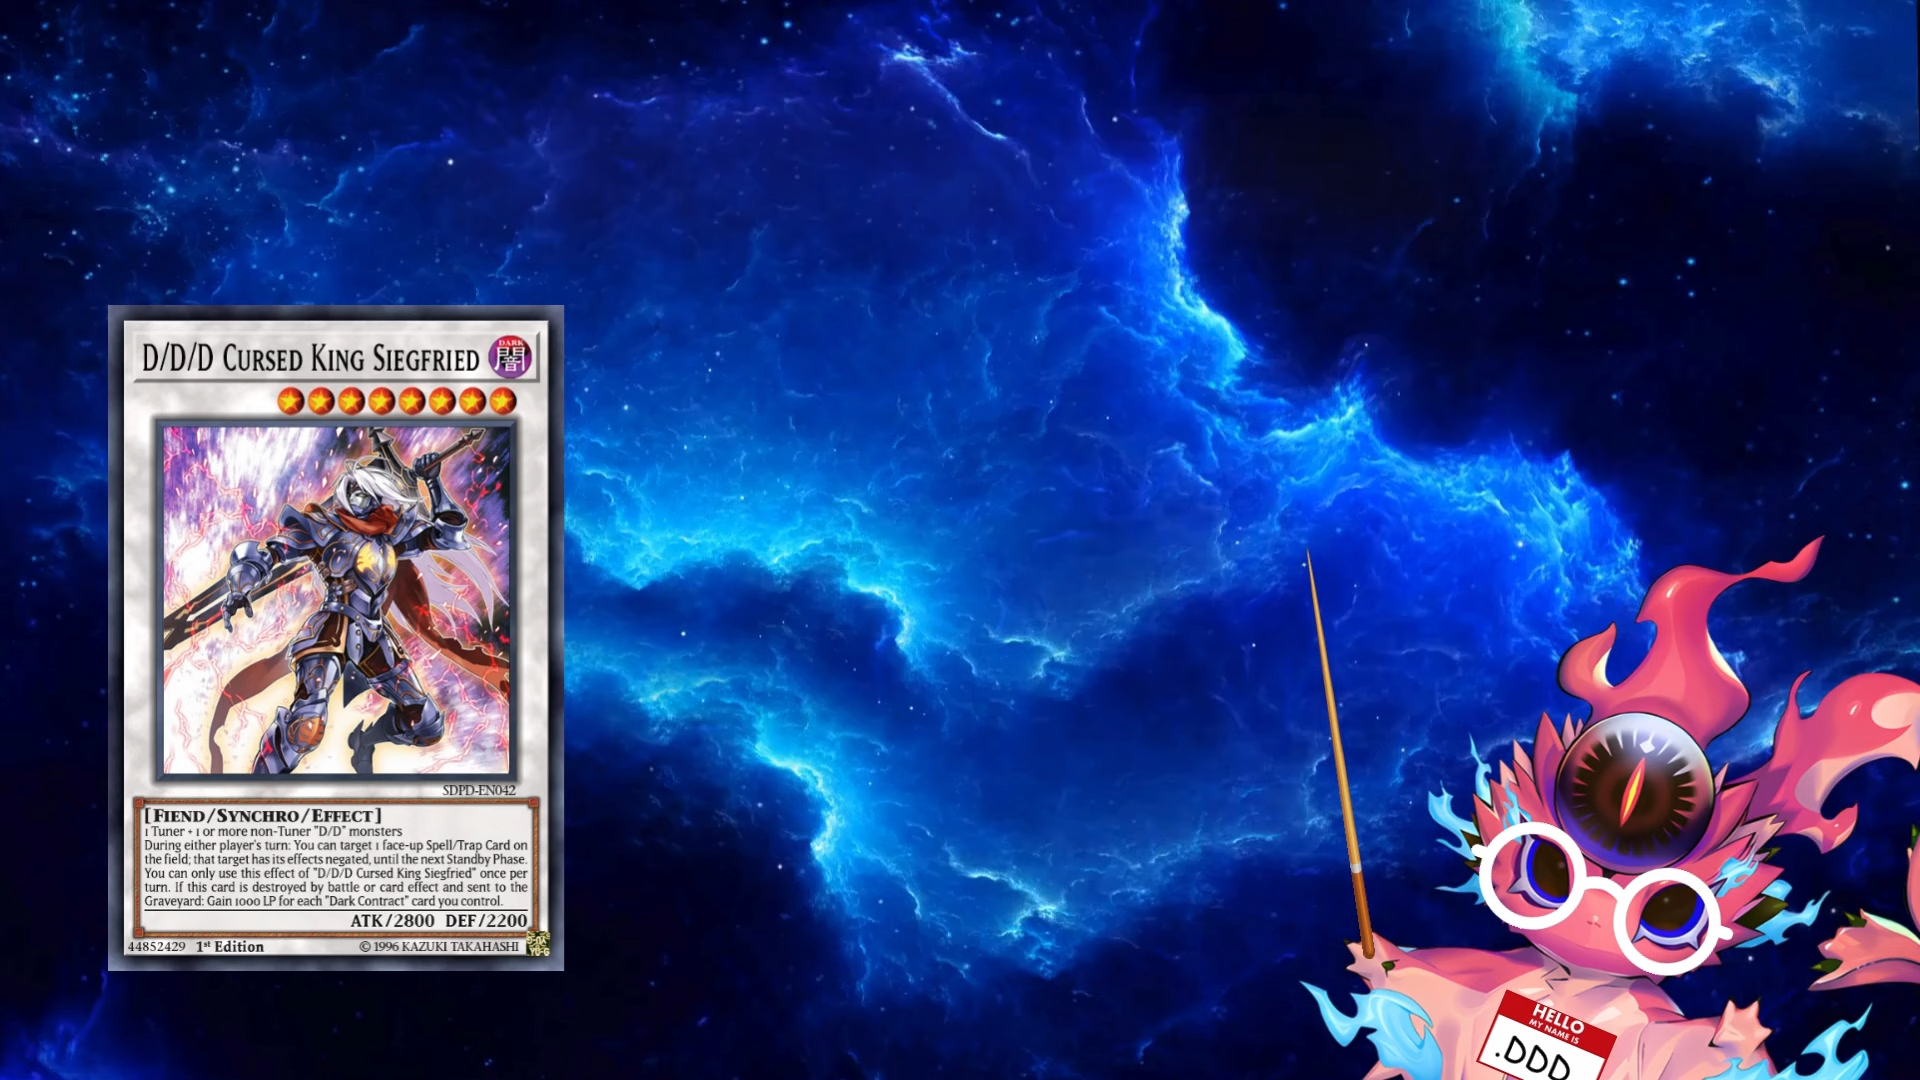 D/D/D CURSED KING SIEGFRIED
DARK
闇
SDPD-EN042
[FIEND/SYNCHRO/EFFECT]
1 Tuner + 1 or more non-Tuner "D/D" monsters
During either player's turn: You can target 1 face-up Spell/Trap Card on
the field; that target has its effects negated, until the next Standby Phase.
You can only use this effect of "D/D/D Cursed King Siegfried" once per
turn. If this card is destroyed by battle or card effect and sent to the
Graveyard: Gain 1000 LP for each "Dark Contract" card you control.
ATK/2800 DEF/2200
44852429 1st Edition ©1996 KAZUKI TAKAHASHI
HELLO
MY NAME IS
.DDD